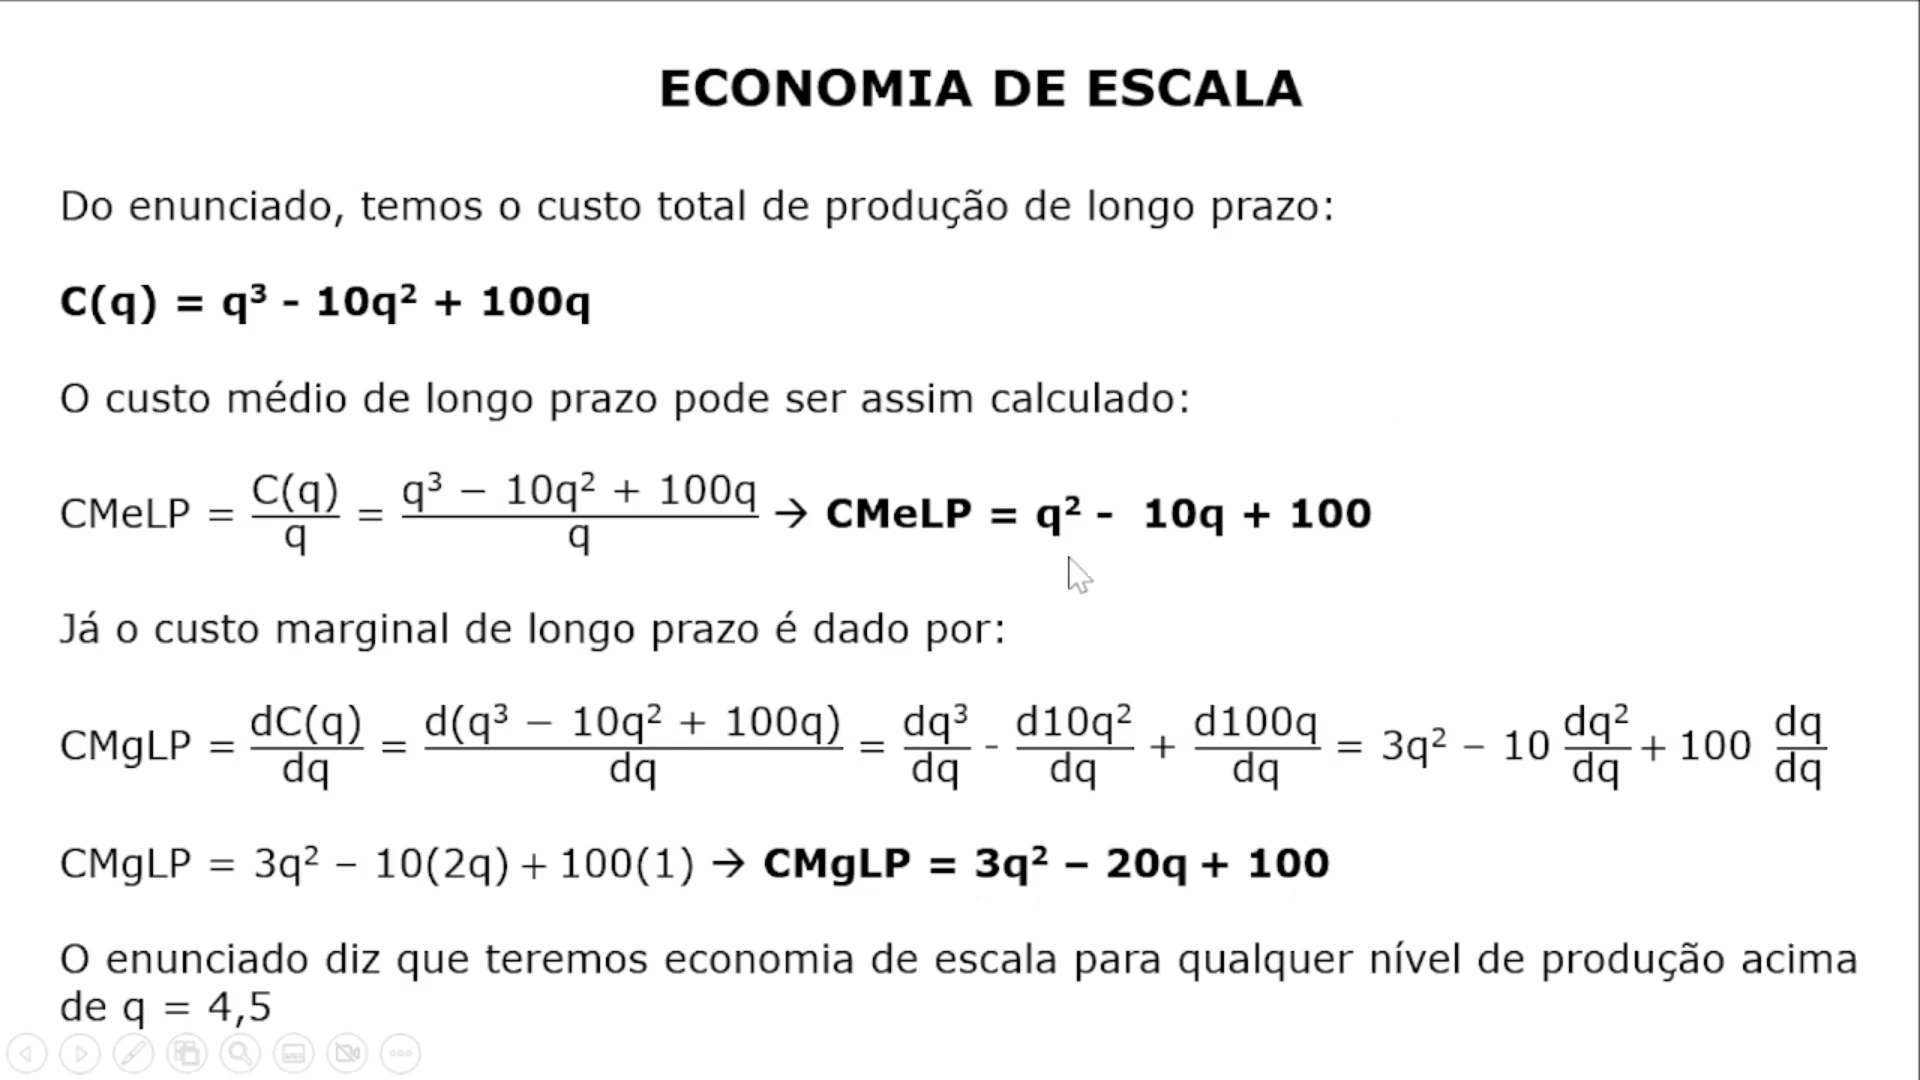 ECONOMIA DE ESCALA
Do enunciado, temos o custo total de produção de longo prazo:
C(q) = q³ - 10q² + 100q
O custo médio de longo prazo pode ser assim calculado:
CMeLP = C(q)/q = (q³ − 10q² + 100q)/q → CMeLP = q² - 10q + 100
Já o custo marginal de longo prazo é dado por:
CMgLP = dC(q)/dq = d(q³ − 10q² + 100q)/dq = dq³/dq - d10q²/dq + d100q/dq = 3q² − 10 dq²/dq + 100 dq/dq
CMgLP = 3q² − 10(2q) + 100(1) → CMgLP = 3q² − 20q + 100
O enunciado diz que teremos economia de escala para qualquer nível de produção acima
de q = 4,5